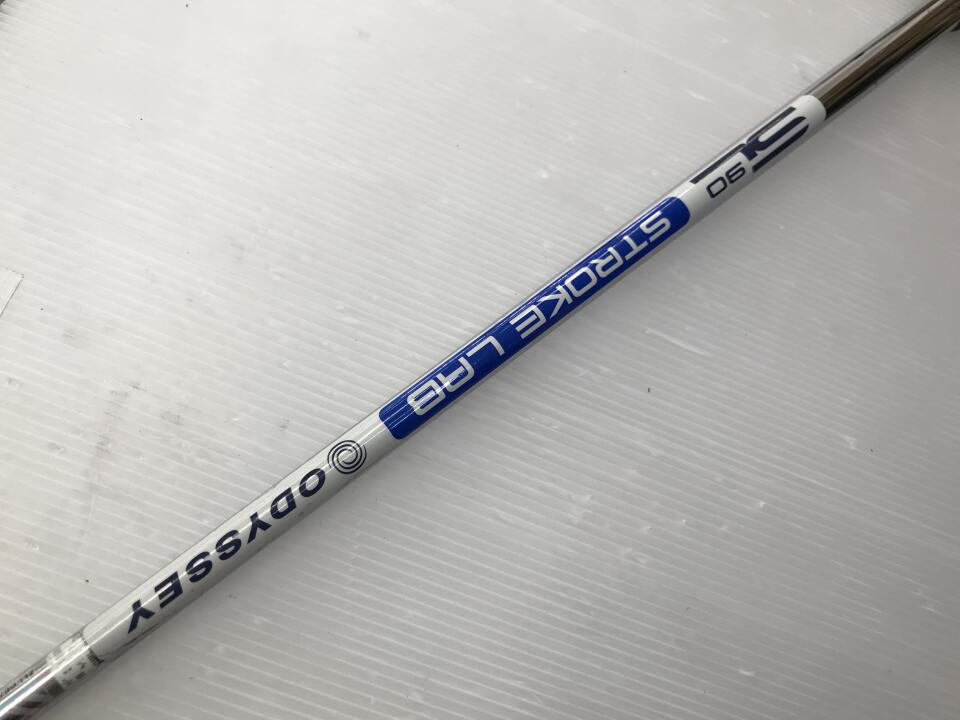 SL
90
STROKE LAB
ODYSSEY